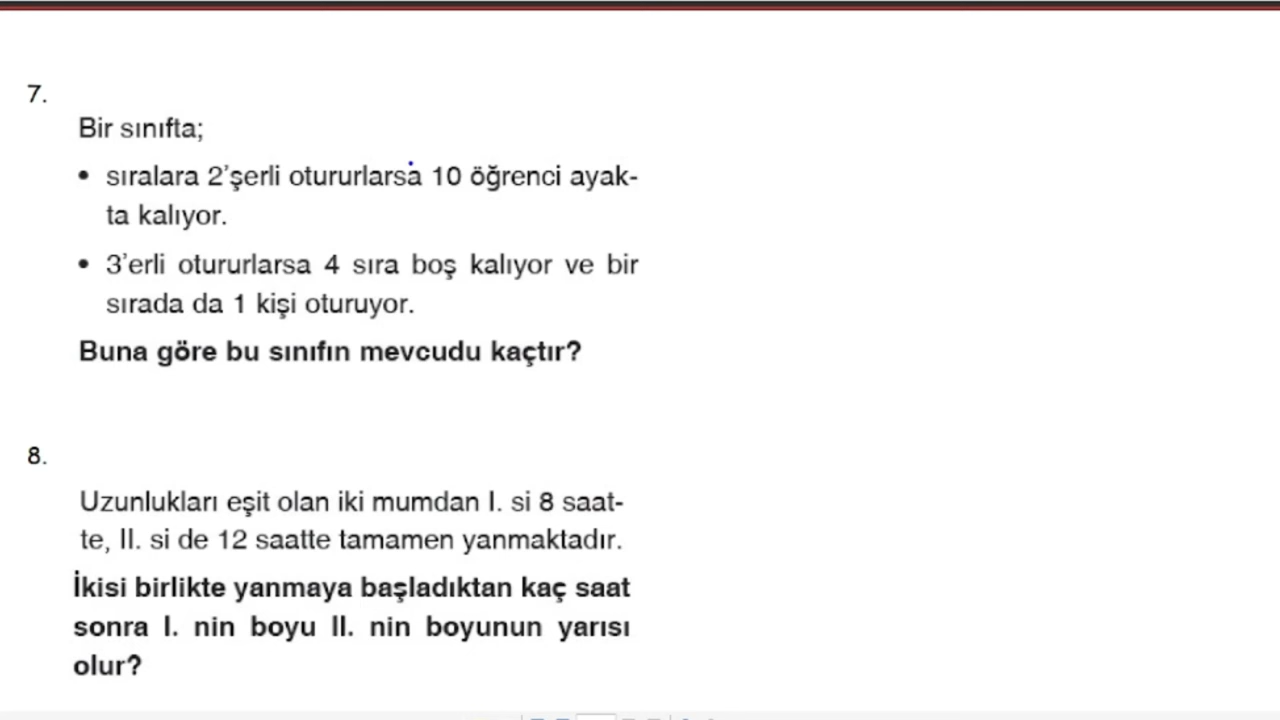 7.
Bir sınıfta;
• sıralara 2’şerli otururlarsa 10 öğrenci ayak-
ta kalıyor.
• 3’erli otururlarsa 4 sıra boş kalıyor ve bir
sırada da 1 kişi oturuyor.
Buna göre bu sınıfın mevcudu kaçtır?
8.
Uzunlukları eşit olan iki mumdan I. si 8 saat-
te, II. si de 12 saatte tamamen yanmaktadır.
İkisi birlikte yanmaya başladıktan kaç saat
sonra I. nin boyu II. nin boyunun yarısı
olur?